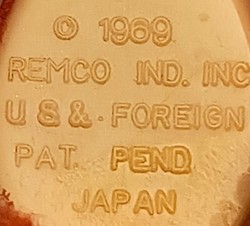 © 1969
REMCO IND. INC
U S & · FOREIGN
PAT. PEND
JAPAN